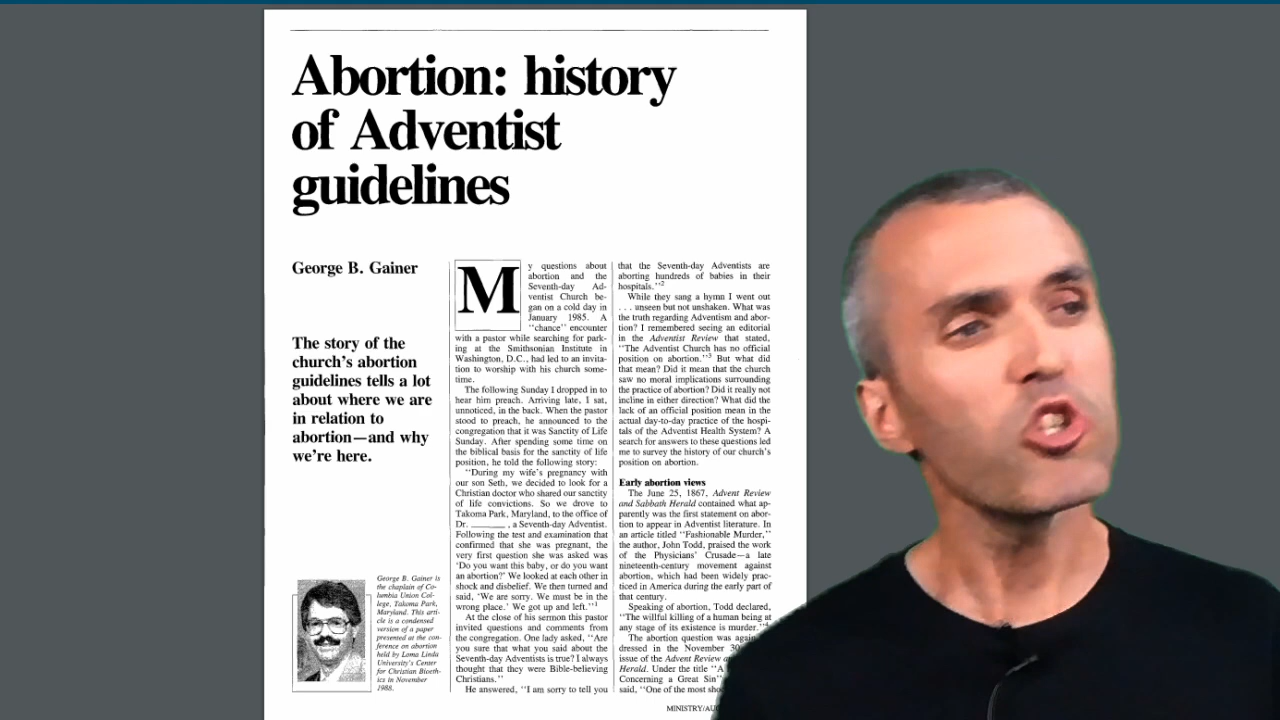 Abortion: history
of Adventist
guidelines
George B. Gainer
The story of the
church's abortion
guidelines tells a lot
about where we are
in relation to
abortion—and why
we're here.
George B. Gainer is
the chaplain of Co-
lumbia Union Col-
lege, Takoma Park,
Maryland. This arti-
cle is a condensed
version of a paper
presented at the con-
ference on abortion
held by Loma Linda
University's Center
for Christian Bioeth-
ics in November
1988.
My questions about
abortion and the
Seventh-day Ad-
ventist Church be-
gan on a cold day in
January 1985. A
"chance" encounter
with a pastor while searching for park-
ing at the Smithsonian Institute in
Washington, D.C., had led to an invita-
tion to worship with his church some-
time.
The following Sunday I dropped in to
hear him preach. Arriving late, I sat,
unnoticed, in the back. When the pastor
stood to preach, he announced to the
congregation that it was Sanctity of Life
Sunday. After spending some time on
the biblical basis for the sanctity of life
position, he told the following story:
"During my wife's pregnancy with
our son Seth, we decided to look for a
Christian doctor who shared our sanctity
of life convictions. So we drove to
Takoma Park, Maryland, to the office of
Dr. ______, a Seventh-day Adventist.
Following the test and examination that
confirmed that she was pregnant, the
very first question she was asked was
'Do you want this baby, or do you want
an abortion?' We looked at each other in
shock and disbelief. We then turned and
said, 'We are sorry. We must be in the
wrong place.' We got up and left."1
At the close of his sermon this pastor
invited questions and comments from
the congregation. One lady asked, "Are
you sure that what you said about the
Seventh-day Adventists is true? I always
thought that they were Bible-believing
Christians."
He answered, "I am sorry to tell you
that the Seventh-day Adventists are
aborting hundreds of babies in their
hospitals."2
While they sang a hymn I went out
. . . unseen but not unshaken. What was
the truth regarding Adventism and abor-
tion? I remembered seeing an editorial
in the Adventist Review that stated,
"The Adventist Church has no official
position on abortion."3 But what did
that mean? Did it mean that the church
saw no moral implications surrounding
the practice of abortion? Did it really not
incline in either direction? What did the
lack of an official position mean in the
actual day-to-day practice of the hospi-
tals of the Adventist Health System? A
search for answers to these questions led
me to survey the history of our church's
position on abortion.
Early abortion views
The June 25, 1867, Advent Review
and Sabbath Herald contained what ap-
parently was the first statement on abor-
tion to appear in Adventist literature. In
an article titled "Fashionable Murder,"
the author, John Todd, praised the work
of the Physicians' Crusade—a late
nineteenth-century movement against
abortion, which had been widely prac-
ticed in America during the early part of
that century.
Speaking of abortion, Todd declared,
"The willful killing of a human being at
any stage of its existence is murder."
The abortion question was
dressed in the November
issue of the Advent Review
Herald. Under the title "A
Concerning a Great Sin"
said, "One of the most
MINISTRY/